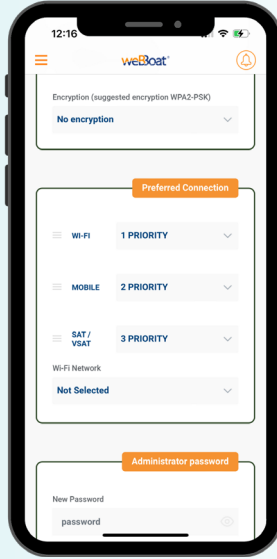 12:16
weBBoat®
Encryption (suggested encryption WPA2-PSK)
No encryption
Preferred Connection
WI-FI 1 PRIORITY
MOBILE 2 PRIORITY
SAT /
VSAT 3 PRIORITY
Wi-Fi Network
Not Selected
Administrator password
New Password
password